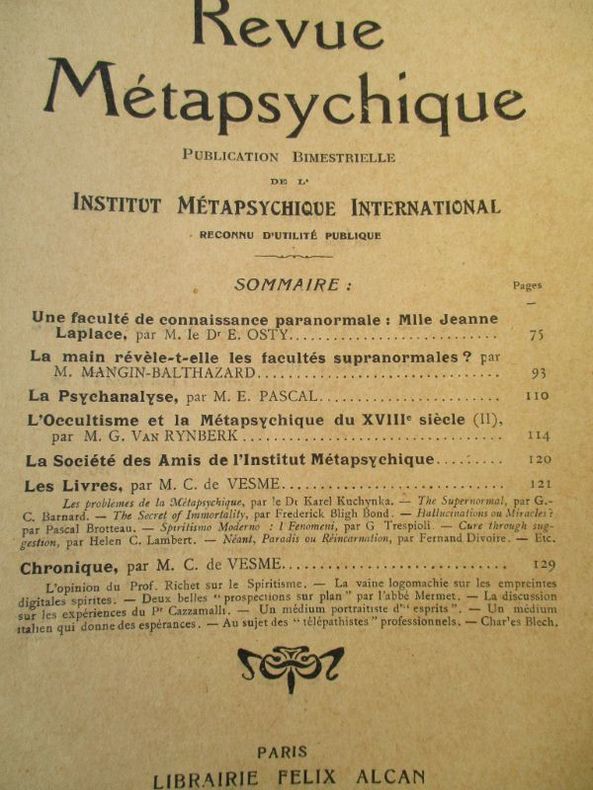 Revue
Métapsychique
PUBLICATION BIMESTRIELLE
DE L'
INSTITUT MÉTAPSYCHIQUE INTERNATIONAL
RECONNU D'UTILITÉ PUBLIQUE
SOMMAIRE :
Pages
Une faculté de connaissance paranormale : Mlle Jeanne
Laplace, par M. le Dr E. OSTY........................ 75
La main révèle-t-elle les facultés supranormales ? par
M. MANGIN-BALTHAZARD............................ 93
La Psychanalyse, par M. E. PASCAL..................... 110
L'Occultisme et la Métapsychique du XVIIIe siècle (II),
par M. G. VAN RYNBERK............................. 114
La Société des Amis de l'Institut Métapsychique......... 120
Les Livres, par M. C. de VESME......................... 121
Les problèmes de la Métapsychique, par le Dr Karel Kuchynka. — The Supernormal, par G.-
C. Barnard. — The Secret of Immortality, par Frederick Bligh Bond. — Hallucinations ou Miracles ?
par Pascal Brotteau. — Spiritismo Moderno : I Fenomeni, par G. Trespioli. — Cure through sug-
gestion, par Helen C. Lambert. — Néant, Paradis ou Réincarnation, par Fernand Divoire. — Etc.
Chronique, par M. C. de VESME......................... 129
L'opinion du Prof. Richet sur le Spiritisme. — La vaine logomachie sur les empreintes
digitales spirites. — Deux belles "prospections sur plan" par l'abbé Mermet. — La discussion
sur les expériences du Pr Cazzamalli. — Un médium portraitiste d'"esprits". — Un médium
italien qui donne des espérances. — Au sujet des "télépathistes" professionnels. — Charles Blech.
PARIS
LIBRAIRIE FELIX ALCAN